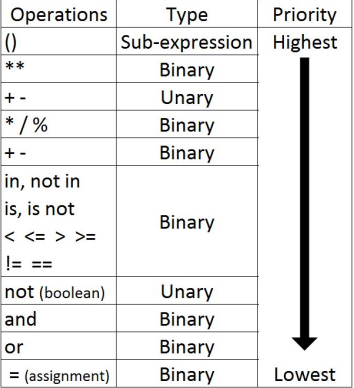 Operations Type Priority
() Sub-expression Highest
** Binary
+ - Unary
* / % Binary
+ - Binary
in, not in
is, is not
< <= > >=
!= ==
Binary
not (boolean) Unary
and Binary
or Binary
= (assignment) Binary Lowest